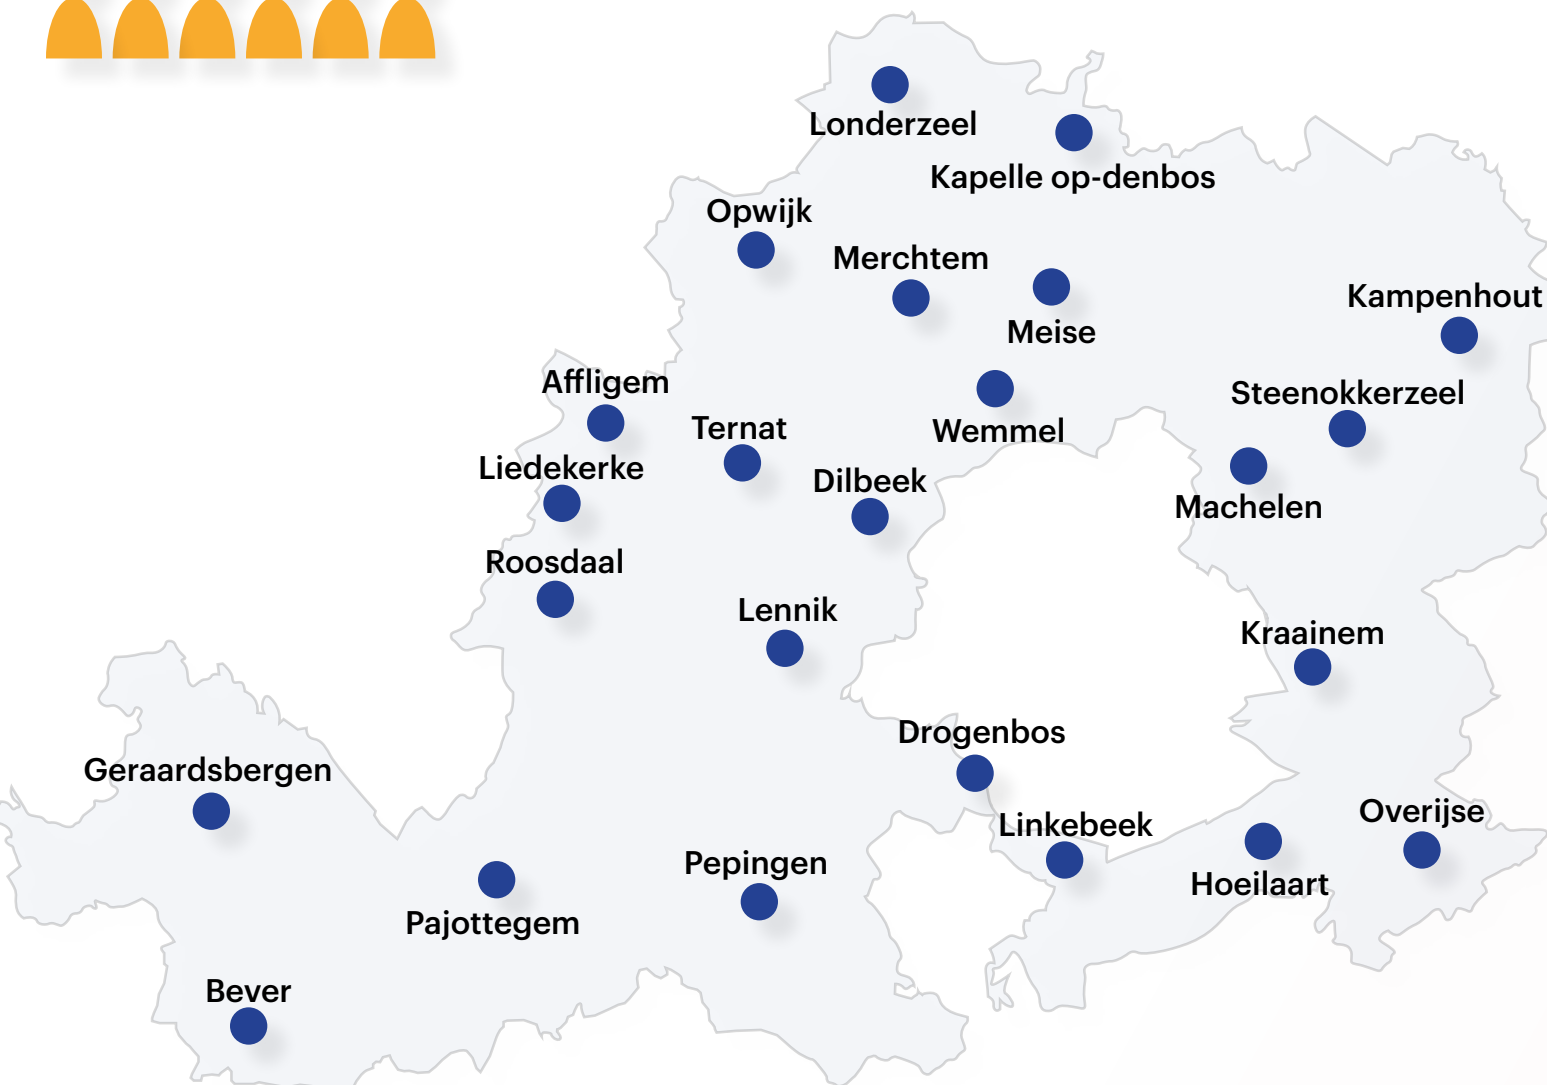 Londerzeel
Kapelle op-denbos
Opwijk
Merchtem
Kampenhout
Meise
Affligem
Steenokkerzeel
Ternat
Wemmel
Liedekerke
Dilbeek
Machelen
Roosdaal
Lennik
Kraainem
Drogenbos
Geraardsbergen
Overijse
Linkebeek
Pepingen
Hoeilaart
Pajottegem
Bever